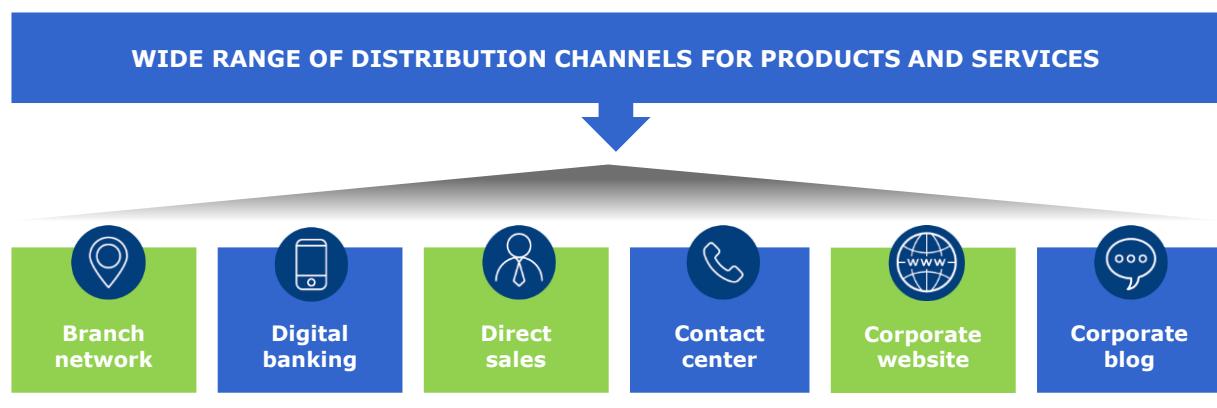 WIDE RANGE OF DISTRIBUTION CHANNELS FOR PRODUCTS AND SERVICES
Branch
network
Digital
banking
Direct
sales
Contact
center
WWW
Corporate
website
Corporate
blog